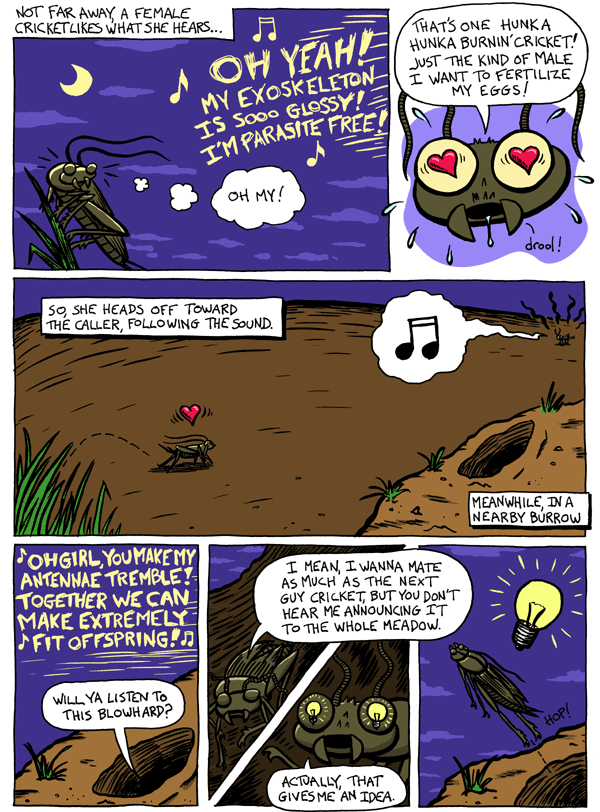 NOT FAR AWAY, A FEMALE
CRICKET LIKES WHAT SHE HEARS...
OH YEAH!
MY EXOSKELETON
IS SOOO GLOSSY!
I'M PARASITE FREE!
OH MY!
THAT'S ONE HUNKA
HUNKA BURNIN' CRICKET!
JUST THE KIND OF MALE
I WANT TO FERTILIZE
MY EGGS!
drool!
SO, SHE HEADS OFF TOWARD
THE CALLER, FOLLOWING THE SOUND.
MEANWHILE, IN A
NEARBY BURROW
OH GIRL, YOU MAKE MY
ANTENNAE TREMBLE!
TOGETHER WE CAN
MAKE EXTREMELY
FIT OFFSPRING!
WILL YA LISTEN TO
THIS BLOWHARD?
I MEAN, I WANNA MATE
AS MUCH AS THE NEXT
GUY CRICKET, BUT YOU DON'T
HEAR ME ANNOUNCING IT
TO THE WHOLE MEADOW.
ACTUALLY, THAT
GIVES ME AN IDEA.
HOP!